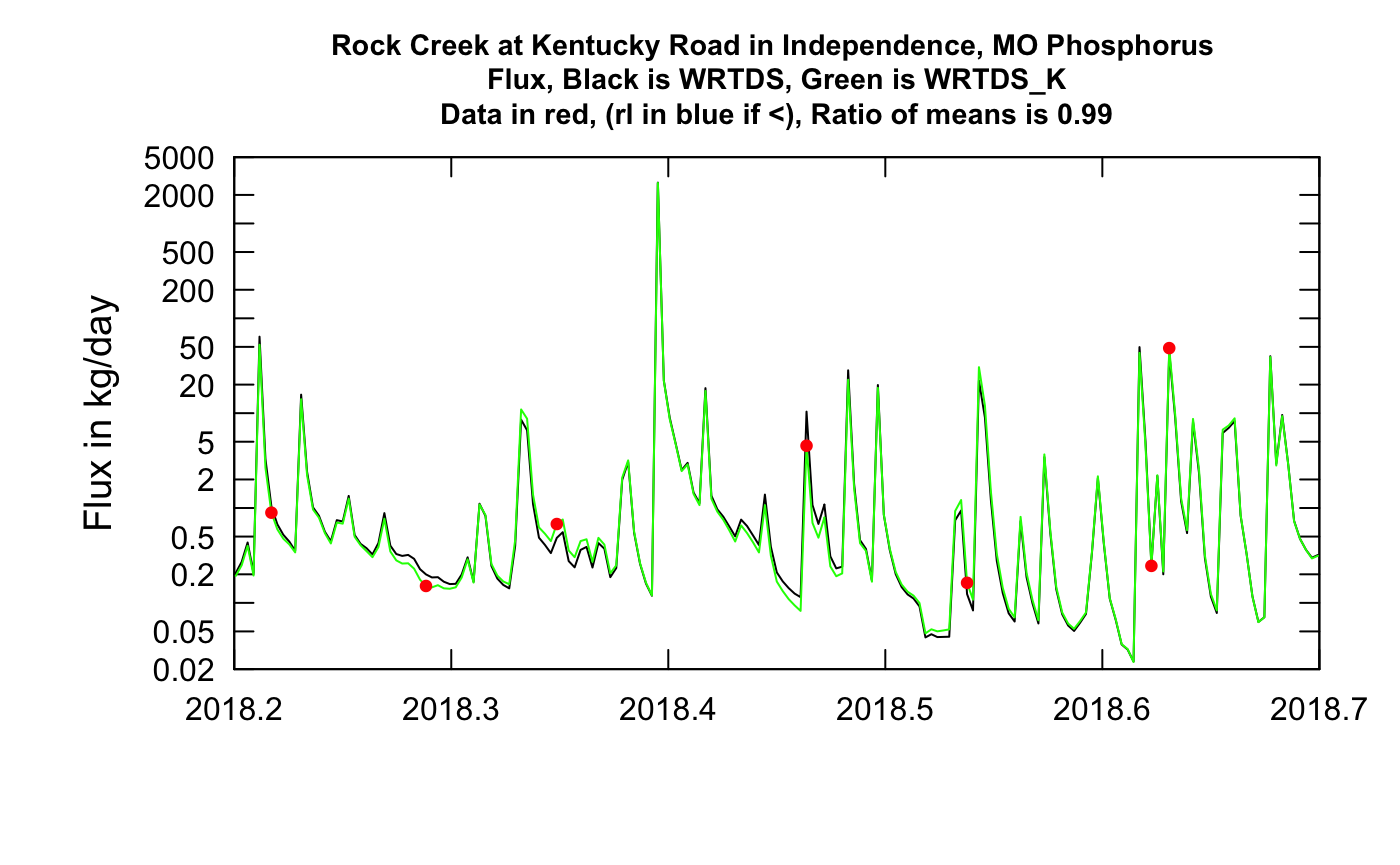 Rock Creek at Kentucky Road in Independence, MO Phosphorus
Flux, Black is WRTDS, Green is WRTDS_K
Data in red, (rl in blue if <), Ratio of means is 0.99
5000
2000
500
200
50
20
5
2
0.5
0.2
0.05
0.02
Flux in kg/day
2018.2 2018.3 2018.4 2018.5 2018.6 2018.7